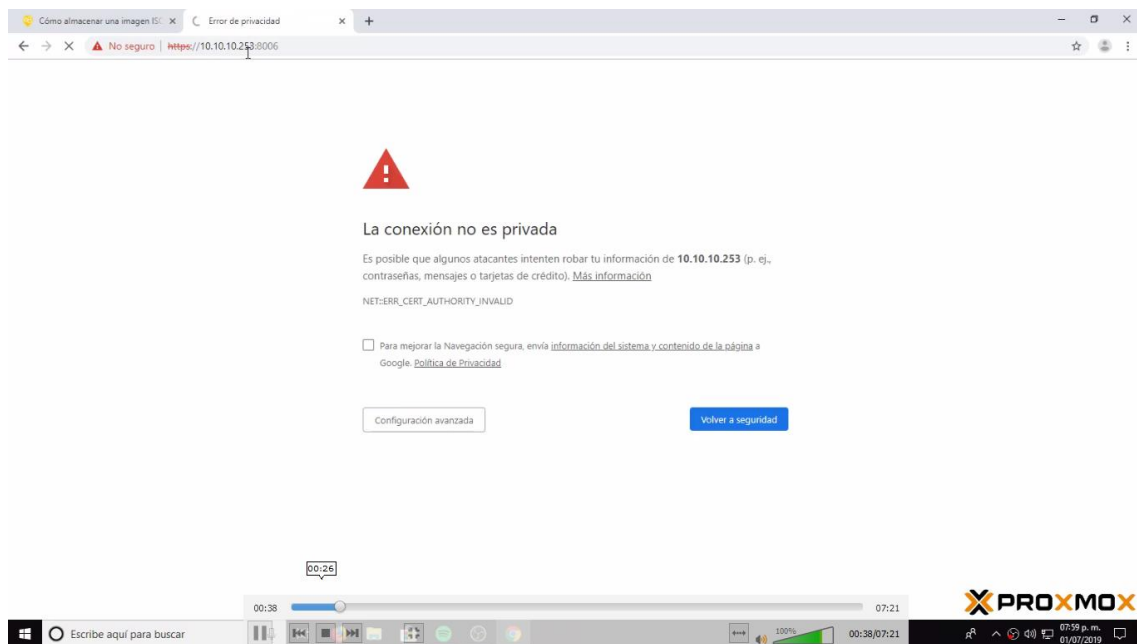 Cómo almacenar una imagen IS
Error de privacidad
No seguro | https://10.10.10.253:8006
La conexión no es privada
Es posible que algunos atacantes intenten robar tu información de 10.10.10.253 (p. ej.,
contraseñas, mensajes o tarjetas de crédito). Más información
NET::ERR_CERT_AUTHORITY_INVALID
Para mejorar la Navegación segura, envía información del sistema y contenido de la página a
Google. Política de Privacidad
Configuración avanzada
Volver a seguridad
00:26
00:38
07:21
PROXMOX
Escribe aquí para buscar
100%
00:38/07:21
07:59 p. m.
01/07/2019